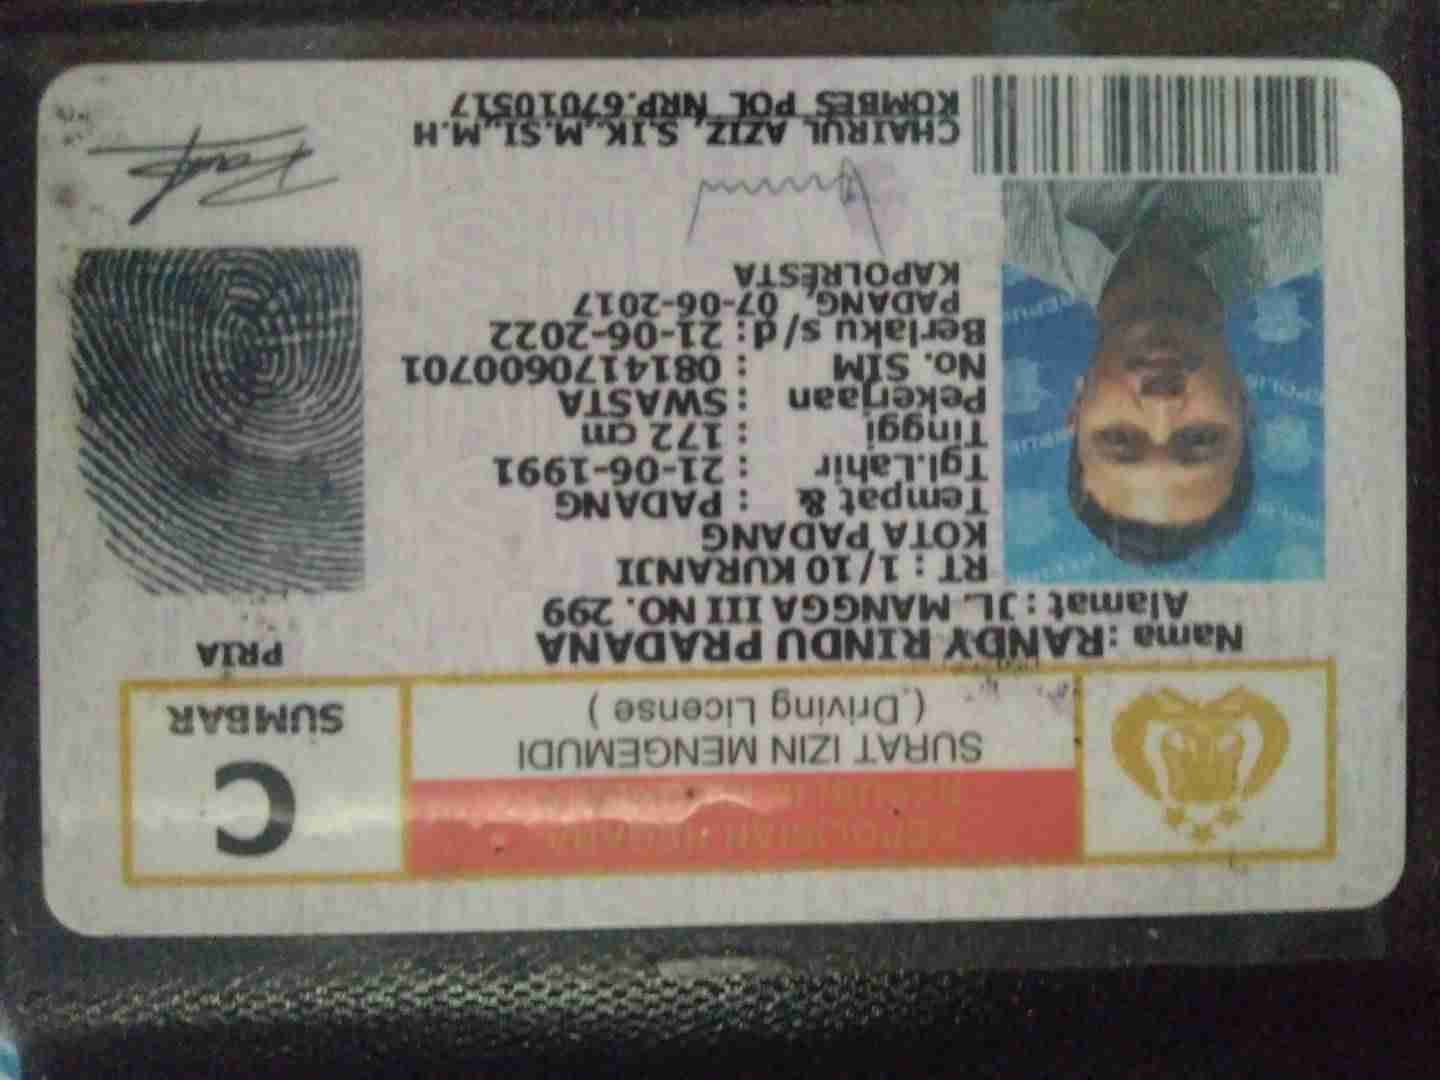 KEPOLISIAN NEGARA
REPUBLIK INDONESIA
SURAT IZIN MENGEMUDI
( Driving License )
C
SUMBAR
Nama : RANDY RINDU PRADANA
PRIA
Alamat : JL. MANGGA III NO. 299
RT : 1/10 KURANJI
KOTA PADANG
Tempat & : PADANG
Tgl.Lahir : 21-06-1991
Tinggi : 172 cm
Pekerjaan : SWASTA
No. SIM : 0814170600701
Berlaku s/d : 21-06-2022
PADANG, 07-06-2017
KAPOLRESTA
CHAIRUL AZIZ, S.IK.,M.SI.,M.H
KOMBES POL NRP.67010517